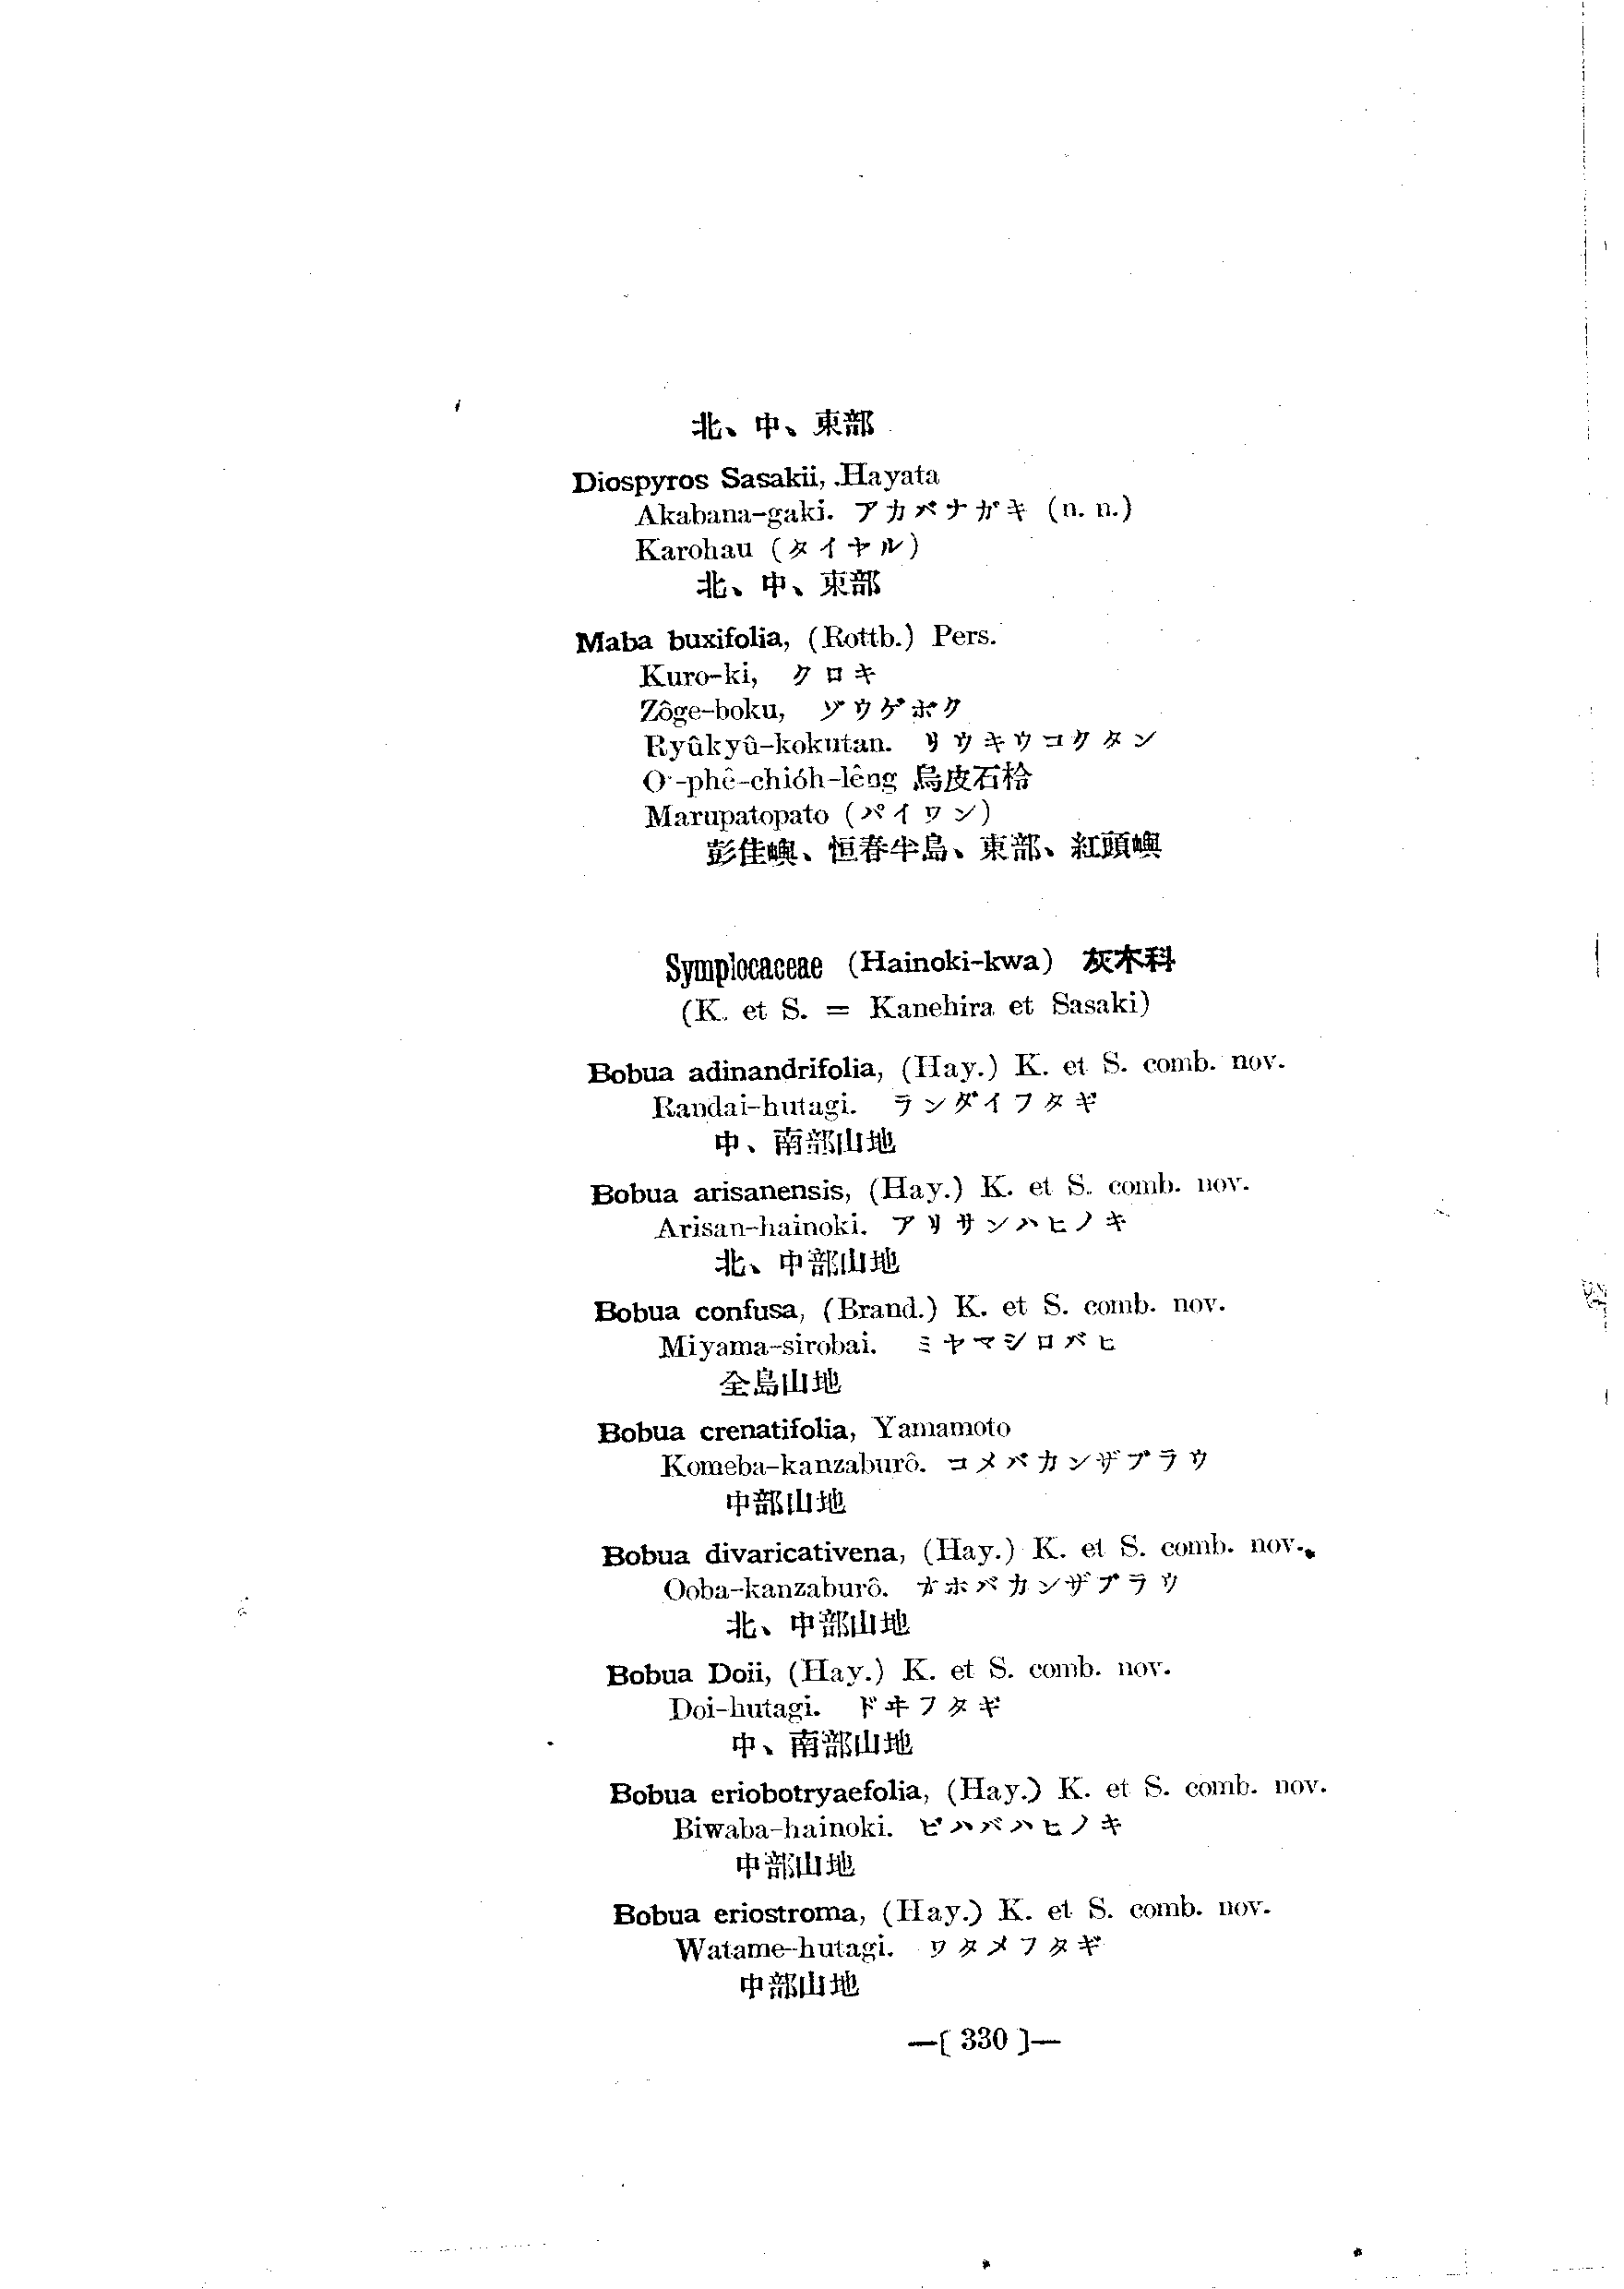 北、中、東部
Diospyros Sasakii, Hayata
Akabana-gaki. アカバナガキ (n. n.)
Karohau (タイヤル)
北、中、東部
Maba buxifolia, (Rottb.) Pers.
Kuro-ki, クロキ
Zôge-boku, ゾウゲボク
Ryûkyû-kokutan. リウキウコクタン
O͘-phê-chióh-lêng 烏皮石柃
Marupatopato (パイワン)
彭佳嶼、恒春半島、東部、紅頭嶼
Symplocaceae (Hainoki-kwa) 灰木科
(K. et S. = Kanehira et Sasaki)
Bobua adinandrifolia, (Hay.) K. et S. comb. nov.
Randai-hutagi. ランダイフタギ
中、南部山地
Bobua arisanensis, (Hay.) K. et S. comb. nov.
Arisan-hainoki. アリサンハヒノキ
北、中部山地
Bobua confusa, (Brand.) K. et S. comb. nov.
Miyama-sirobai. ミヤマシロバヒ
全島山地
Bobua crenatifolia, Yamamoto
Komeba-kanzaburô. コメバカンザブラウ
中部山地
Bobua divaricativena, (Hay.) K. et S. comb. nov.
Ooba-kanzaburô. オホバカンザブラウ
北、中部山地
Bobua Doii, (Hay.) K. et S. comb. nov.
Doi-hutagi. ドヰフタギ
中、南部山地
Bobua eriobotryaefolia, (Hay.) K. et S. comb. nov.
Biwaba-hainoki. ビハバハヒノキ
中部山地
Bobua eriostroma, (Hay.) K. et S. comb. nov.
Watame-hutagi. ワタメフタギ
中部山地
—[ 330 ]—